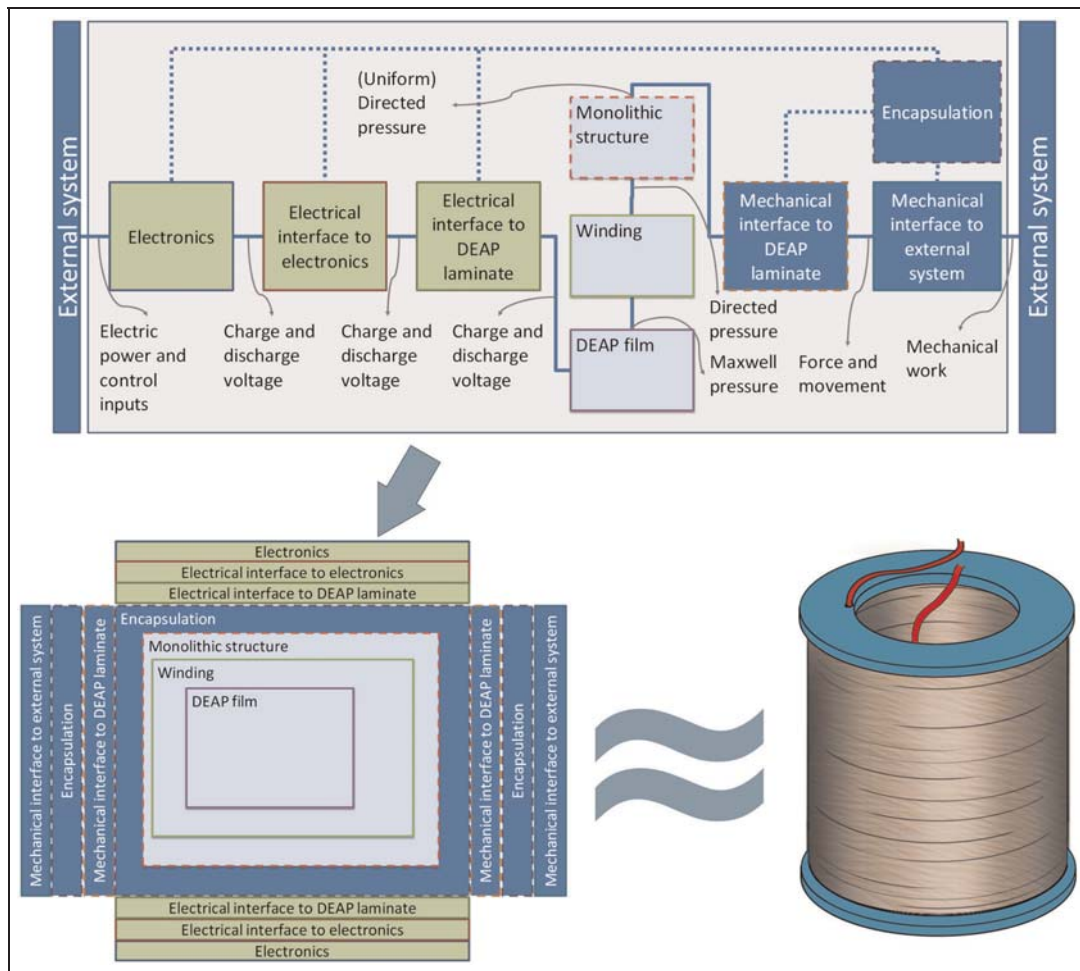 External system
(Uniform)
Directed
pressure
Monolithic
structure
Encapsulation
Electronics
Electrical
interface to
electronics
Electrical
interface to
DEAP
laminate
Winding
Mechanical
interface to
DEAP
laminate
Mechanical
interface to
external
system
External system
Electric
power and
control
inputs
Charge and
discharge
voltage
Charge and
discharge
voltage
Charge and
discharge
voltage
DEAP film
Directed
pressure
Maxwell
pressure
Force and
movement
Mechanical
work
Electronics
Electrical interface to electronics
Electrical interface to DEAP laminate
Mechanical interface to external system
Encapsulation
Mechanical interface to DEAP laminate
Encapsulation
Monolithic structure
Winding
DEAP film
Mechanical interface to DEAP laminate
Encapsulation
Mechanical interface to external system
Electrical interface to DEAP laminate
Electrical interface to electronics
Electronics